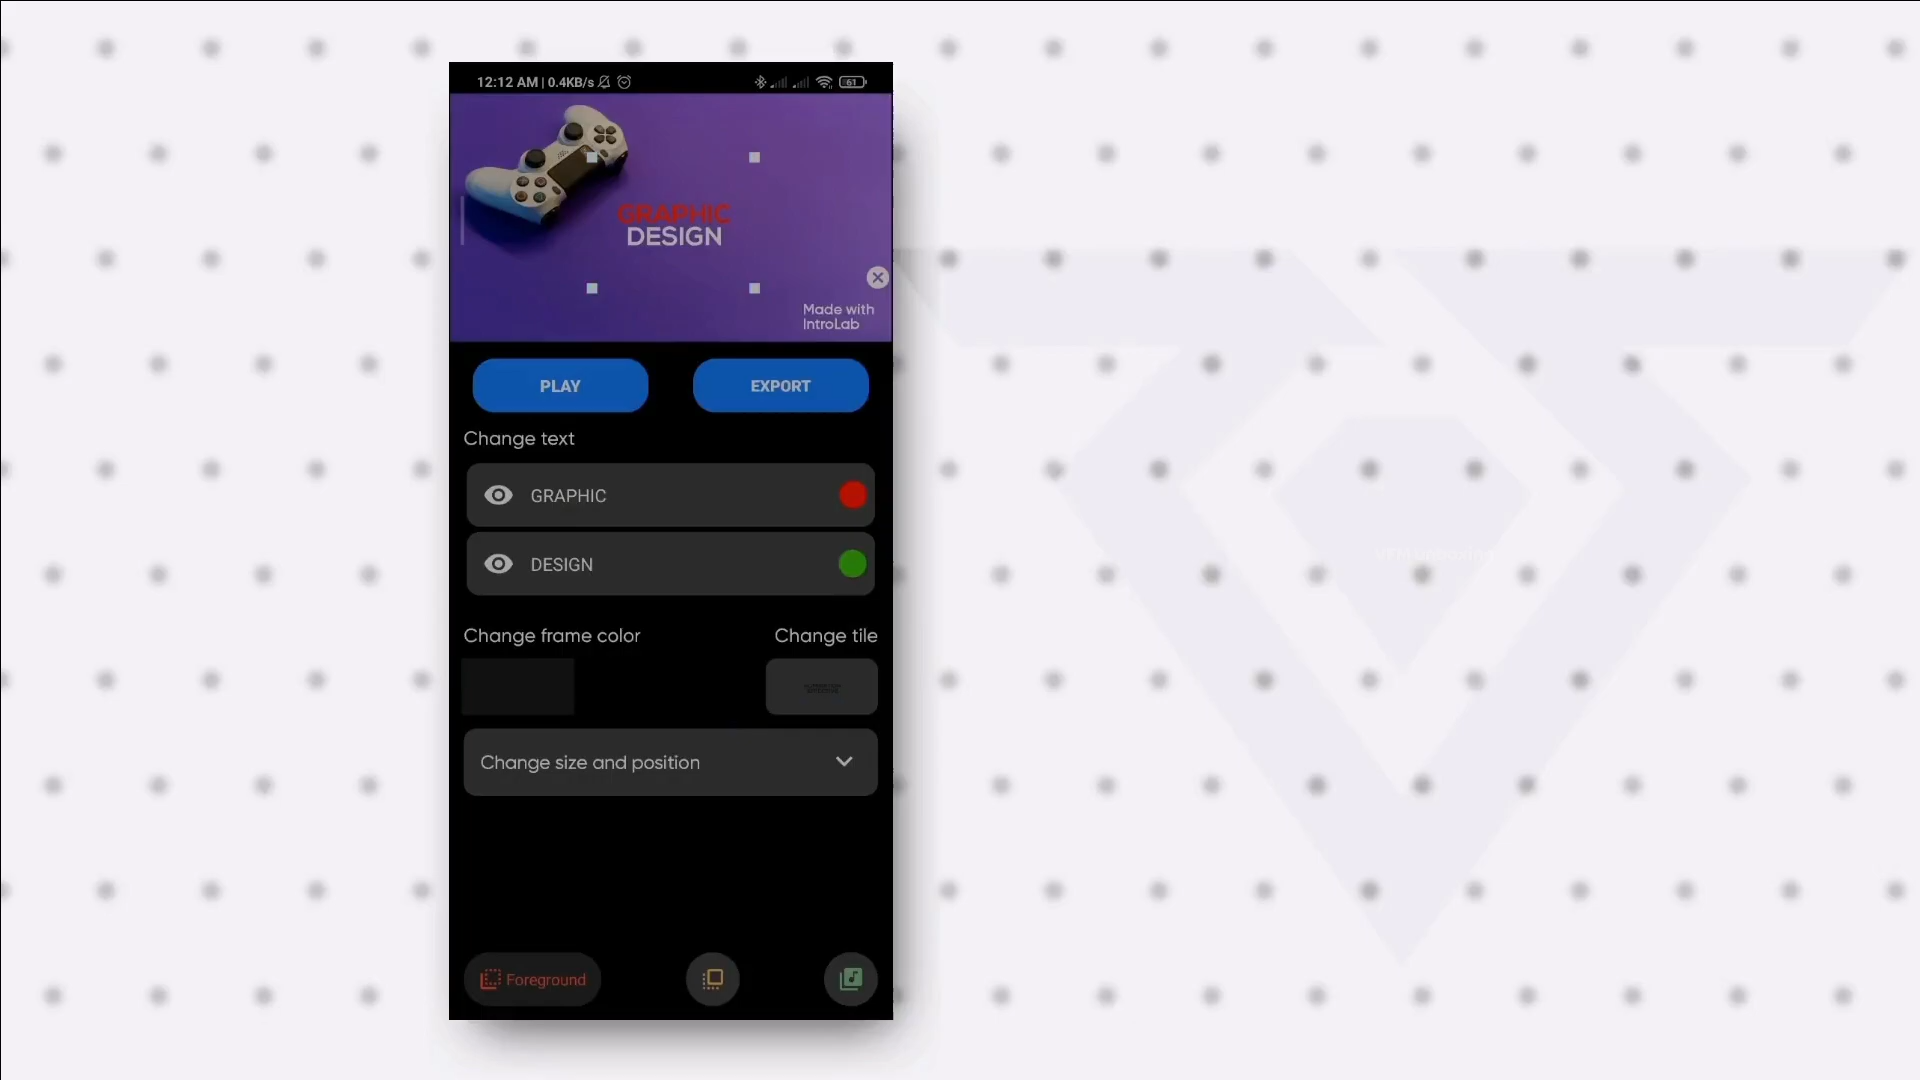 12:12 AM | 0.4KB/s
61
GRAPHIC
DESIGN
Made with
IntroLab
PLAY
EXPORT
Change text
GRAPHIC
DESIGN
Change frame color
Change tile
Change size and position
Foreground